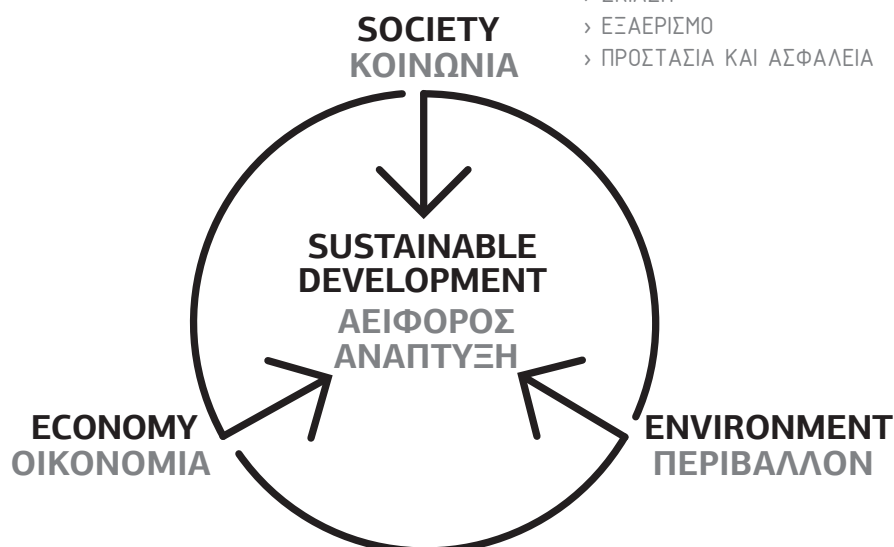 SOCIETY
ΚΟΙΝΩΝΙΑ
› ΕΞΑΕΡΙΣΜΟ
› ΠΡΟΣΤΑΣΙΑ ΚΑΙ ΑΣΦΑΛΕΙΑ
SUSTAINABLE
DEVELOPMENT
ΑΕΙΦΟΡΟΣ
ΑΝΑΠΤΥΞΗ
ECONOMY
ΟΙΚΟΝΟΜΙΑ
ENVIRONMENT
ΠΕΡΙΒΑΛΛΟΝ